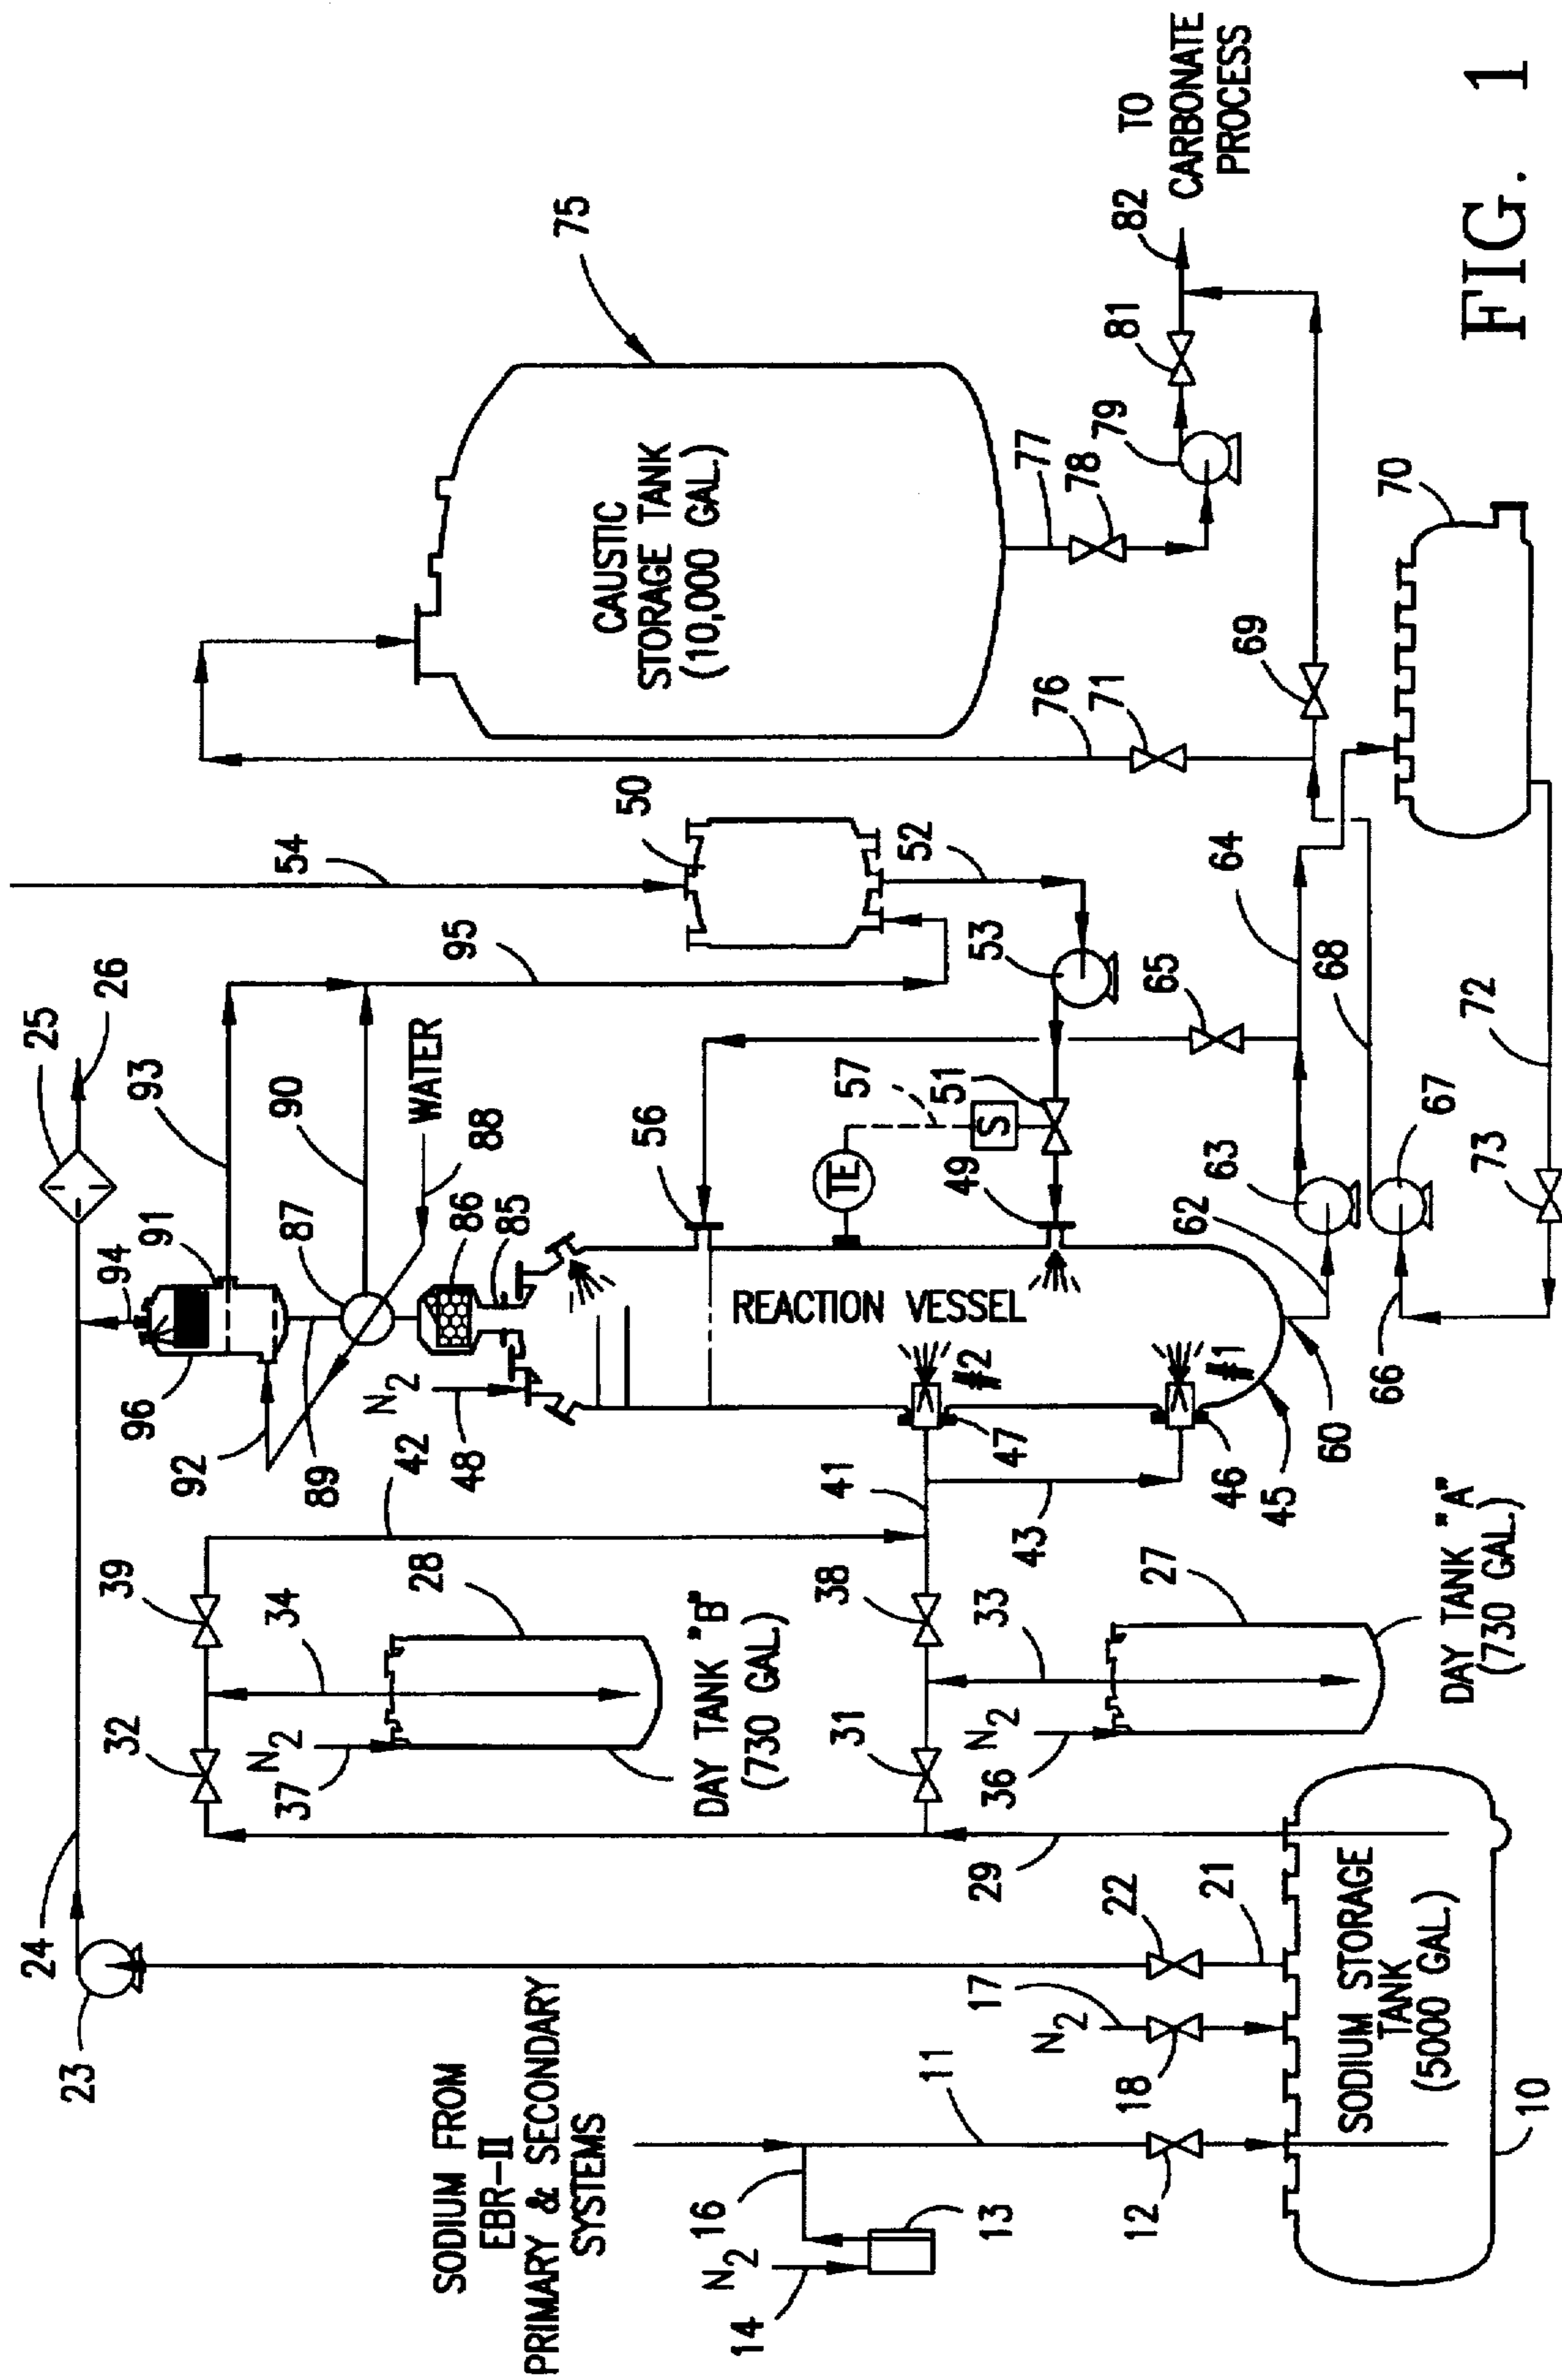 24
25
26
23
94
91
96
93
39
32
34
N2
37
28
DAY TANK "B"
(730 GAL.)
42
92
89
87
90
88
WATER
95
54
N2
48
86
85
SODIUM FROM
EBR-II
PRIMARY & SECONDARY
SYSTEMS
16
N2
14
13
11
12
N2
17
18
22
21
29
31
38
33
N2
36
27
DAY TANK "A"
(730 GAL.)
41
43
47
46
45
#2
#1
REACTION VESSEL
56
TE
57
S
51
49
53
50
52
65
60
62
63
64
66
67
68
72
73
76
71
69
70
CAUSTIC
STORAGE TANK
(10,000 GAL.)
75
77
78
79
81
82
TO
CARBONATE
PROCESS
SODIUM STORAGE
TANK
(5000 GAL.)
10
FIG. 1